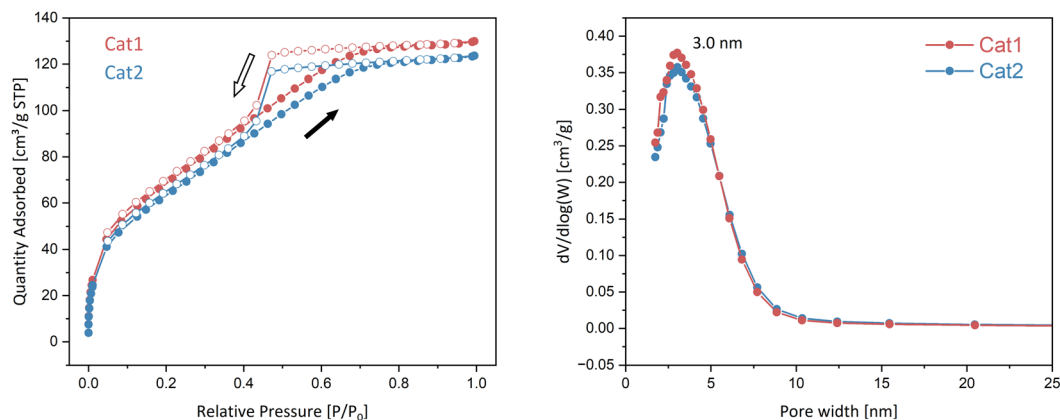 Cat1
Cat2
Quantity Adsorbed [cm³/g STP]
140
120
100
80
60
40
20
0
0.0 0.2 0.4 0.6 0.8 1.0
Relative Pressure [P/P₀]
3.0 nm
Cat1
Cat2
dV/dlog(W) [cm³/g]
0.40
0.35
0.30
0.25
0.20
0.15
0.10
0.05
0.00
−0.05
0 5 10 15 20 25
Pore width [nm]